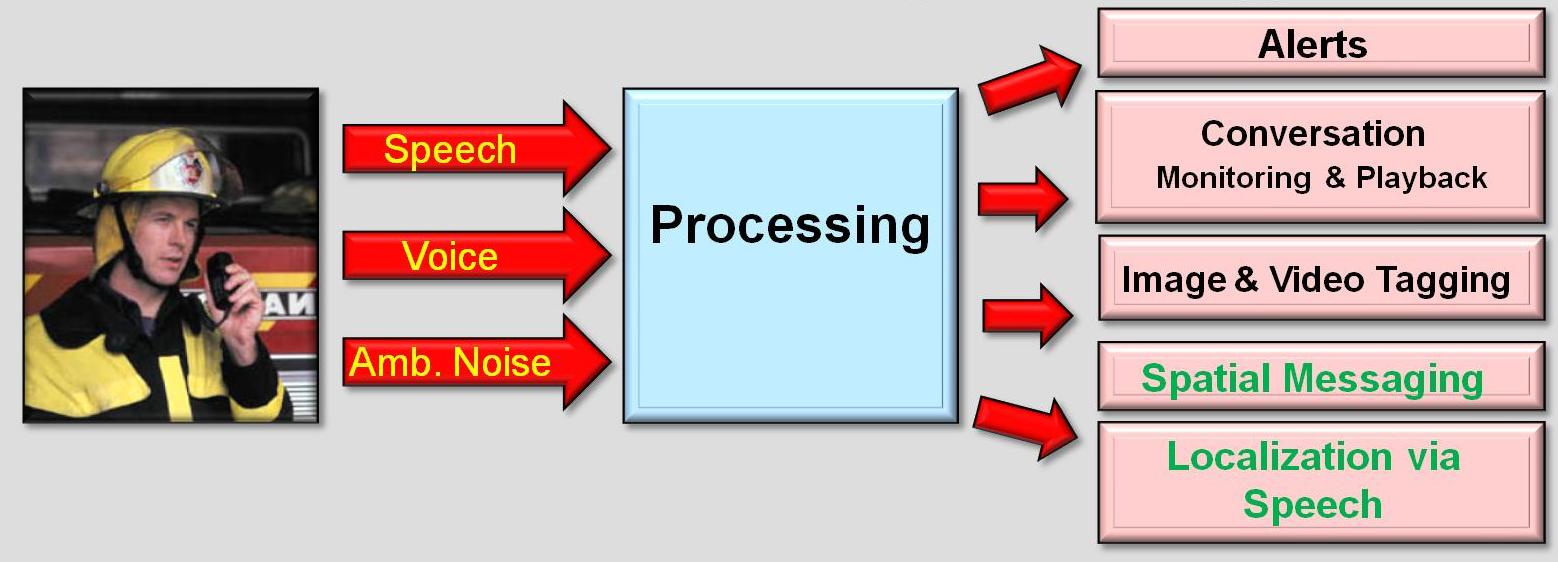 Speech
Voice
Amb. Noise
Processing
Alerts
Conversation
Monitoring & Playback
Image & Video Tagging
Spatial Messaging
Localization via
Speech